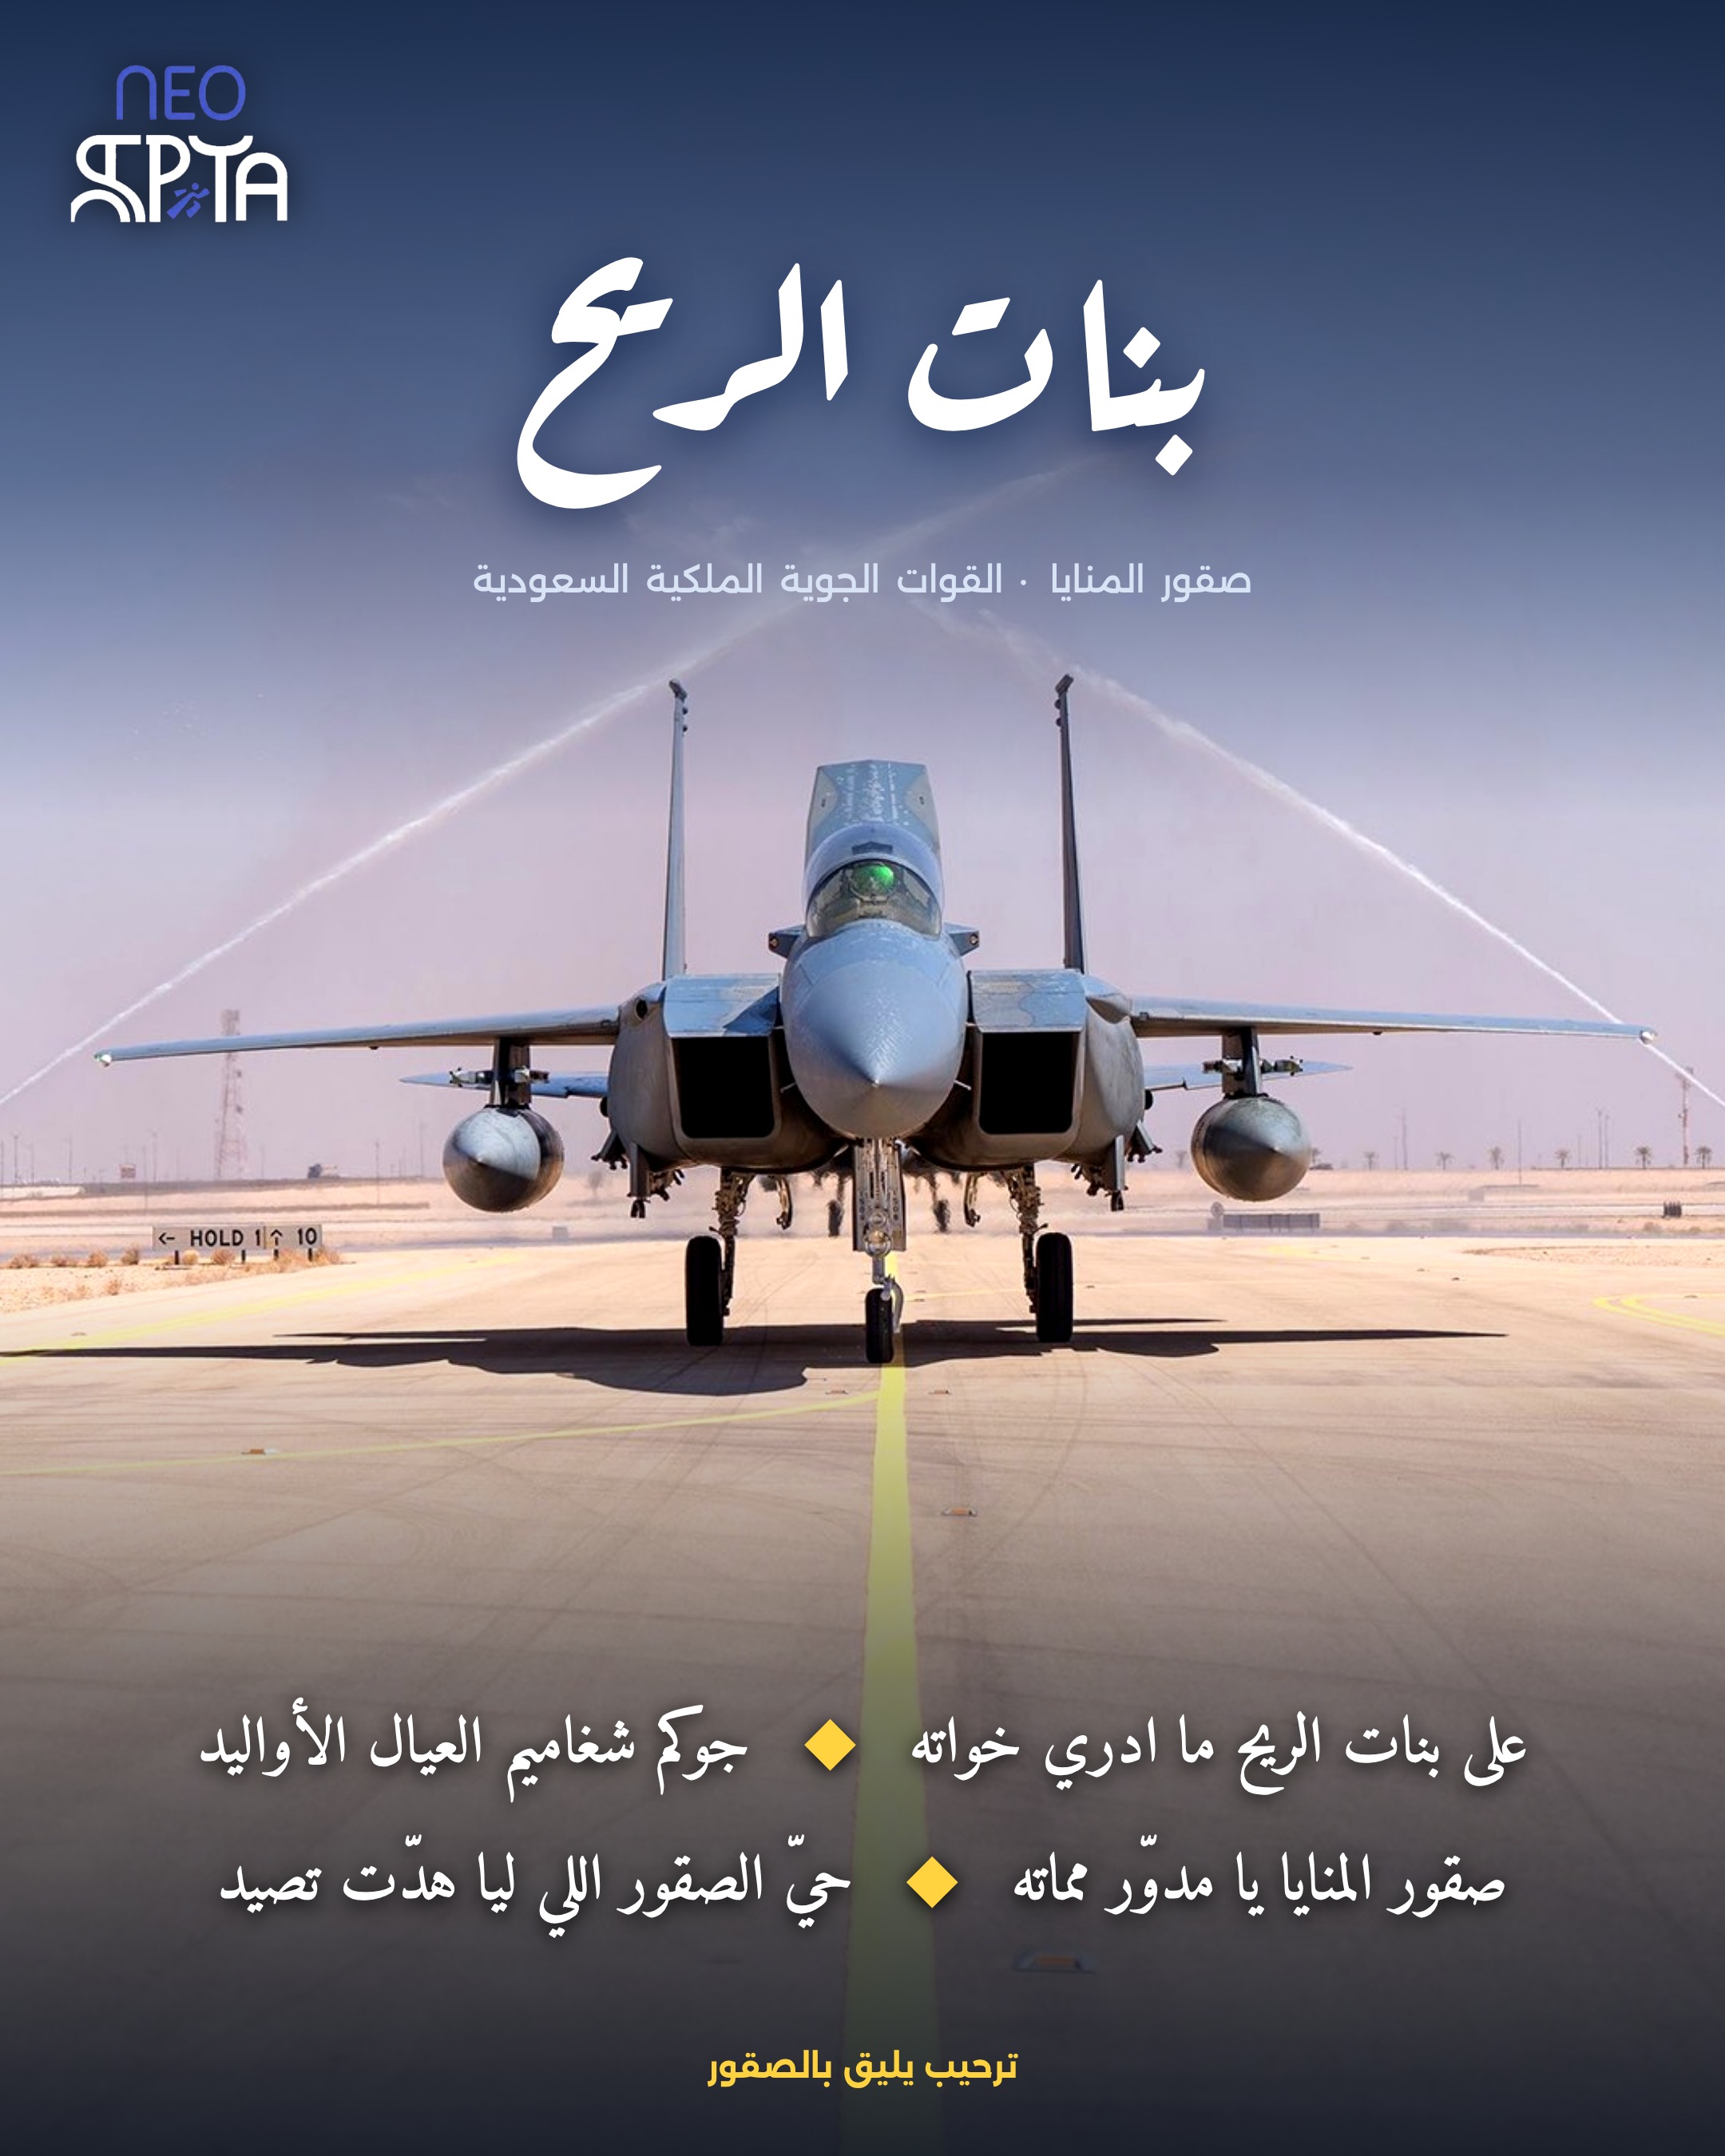 NEO
SPTA
بنات الريح
صقور المنايا · القوات الجوية الملكية السعودية
← HOLD 1 ↑ 10
على بنات الريح ما ادري خواته ◆ جوكم شغاميم العيال الأواليد
صقور المنايا يا مدوّر مماته ◆ حيّ الصقور اللي ليا هدّت تصيد
ترحيب يليق بالصقور